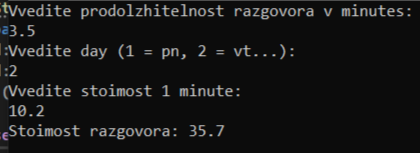 Vvedite prodolzhitelnost razgovora v minutes:
3.5
Vvedite day (1 = pn, 2 = vt...):
2
Vvedite stoimost 1 minute:
10.2
Stoimost razgovora: 35.7